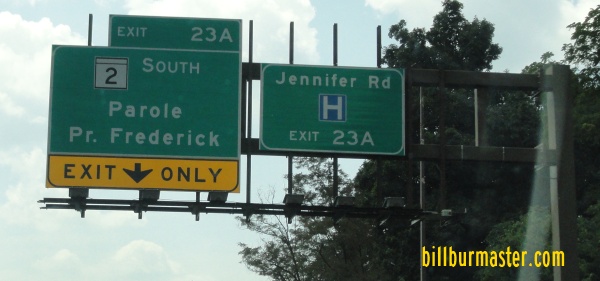 EXIT 23A
2 SOUTH
Parole
Pr. Frederick
EXIT ONLY
Jennifer Rd
H
EXIT 23A
billburmaster.com